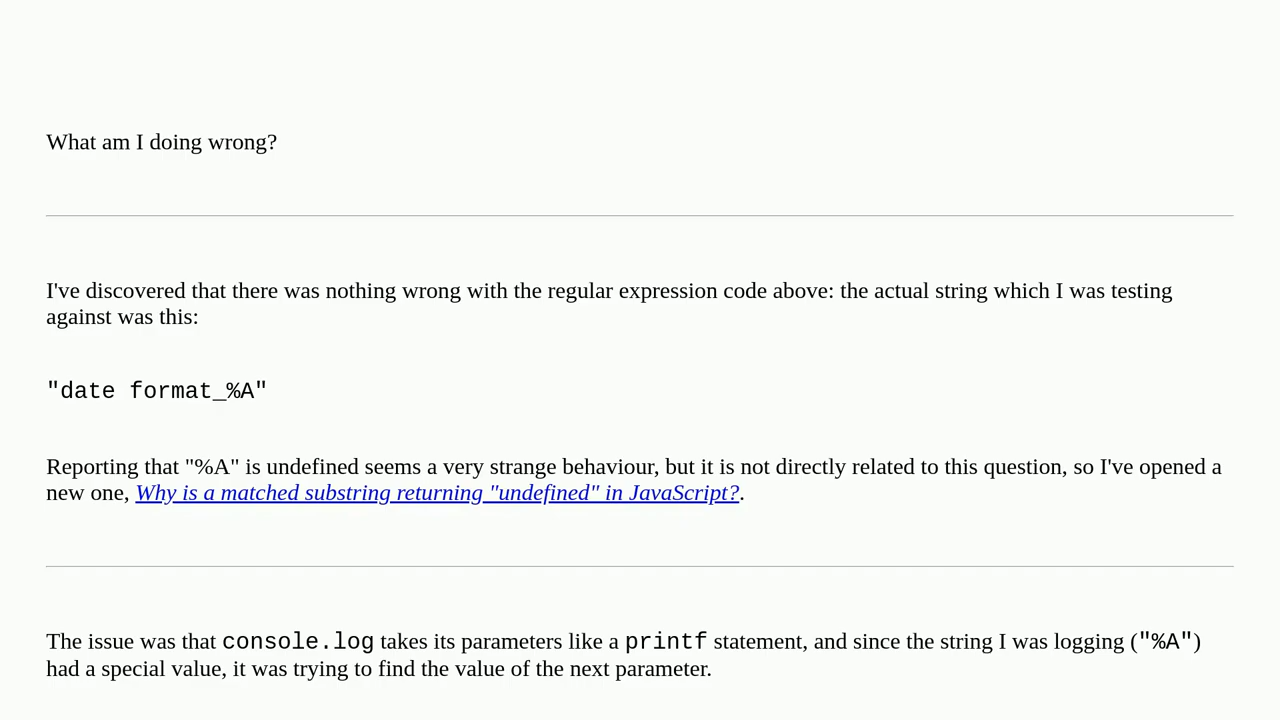 What am I doing wrong?
I've discovered that there was nothing wrong with the regular expression code above: the actual string which I was testing
against was this:
"date format_%A"
Reporting that "%A" is undefined seems a very strange behaviour, but it is not directly related to this question, so I've opened a
new one, Why is a matched substring returning "undefined" in JavaScript?.
The issue was that console.log takes its parameters like a printf statement, and since the string I was logging ("%A")
had a special value, it was trying to find the value of the next parameter.